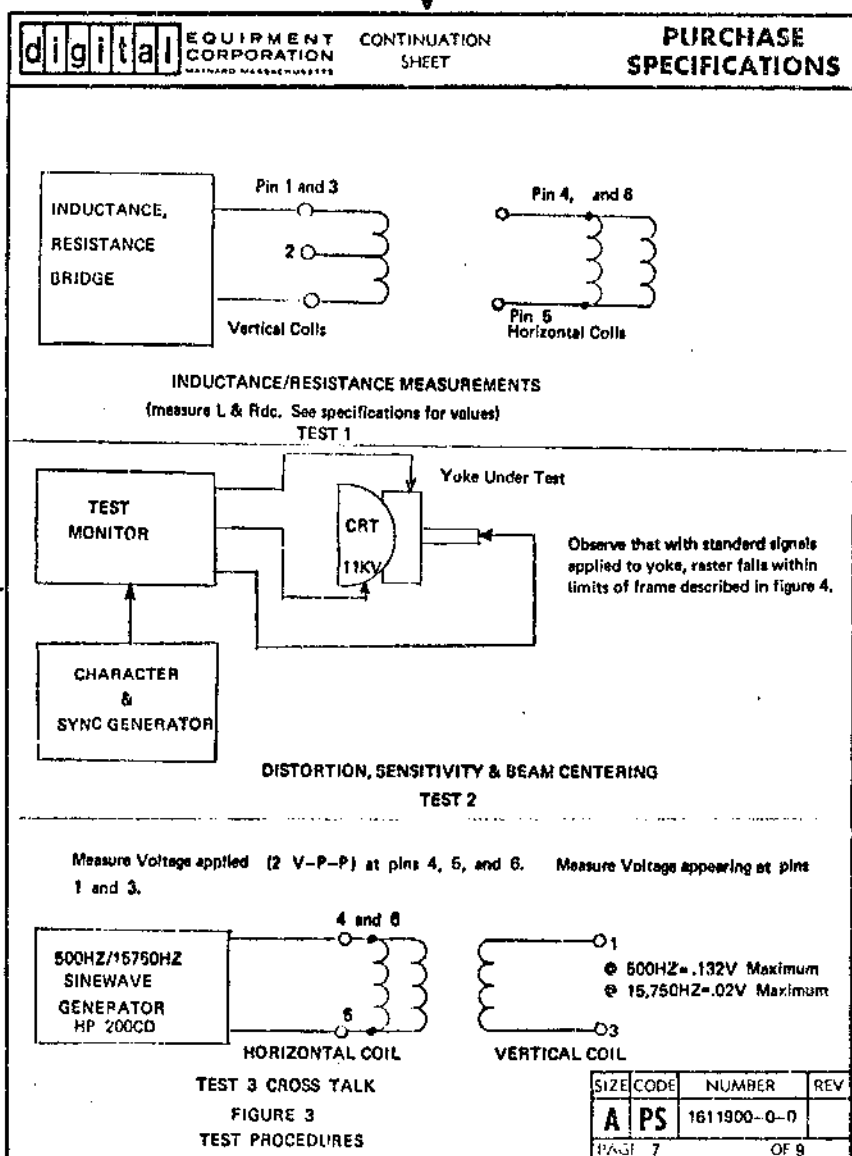 digital EQUIPMENT CORPORATION
MAYNARD MASSACHUSETTS
CONTINUATION SHEET
PURCHASE SPECIFICATIONS
INDUCTANCE,
RESISTANCE
BRIDGE
Pin 1 and 3
2
Vertical Coils
Pin 4, and 6
Pin 5
Horizontal Coils
INDUCTANCE/RESISTANCE MEASUREMENTS
(measure L & Rdc. See specifications for values)
TEST 1
TEST
MONITOR
CRT
11KV
Yoke Under Test
Observe that with standard signals
applied to yoke, raster falls within
limits of frame described in figure 4.
CHARACTER
&
SYNC GENERATOR
DISTORTION, SENSITIVITY & BEAM CENTERING
TEST 2
Measure Voltage applied (2 V-P-P) at pins 4, 5, and 6. Measure Voltage appearing at pins
1 and 3.
500HZ/15750HZ
SINEWAVE
GENERATOR
HP 200CD
4 and 6
5
HORIZONTAL COIL
1
@ 500HZ=.132V Maximum
@ 15,750HZ=.02V Maximum
3
VERTICAL COIL
TEST 3 CROSS TALK
FIGURE 3
TEST PROCEDURES
SIZE CODE NUMBER REV
A PS 1611900-0-0
PAGE 7 OF 9